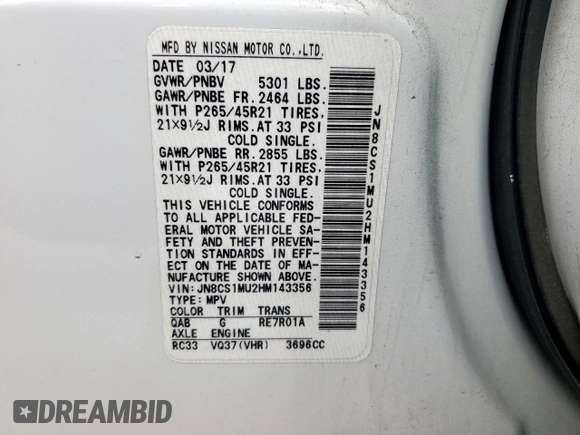 MFD BY NISSAN MOTOR CO.,LTD.
DATE 03/17
GVWR/PNBV 5301 LBS.
GAWR/PNBE FR. 2464 LBS.
WITH P265/45R21 TIRES,
21X9½J RIMS. AT 33 PSI
COLD SINGLE.
GAWR/PNBE RR. 2855 LBS.
WITH P265/45R21 TIRES,
21X9½J RIMS. AT 33 PSI
COLD SINGLE.
THIS VEHICLE CONFORMS
TO ALL APPLICABLE FED-
ERAL MOTOR VEHICLE SA-
FETY AND THEFT PREVEN-
TION STANDARDS IN EFF-
ECT ON THE DATE OF MA-
NUFACTURE SHOWN ABOVE.
VIN: JN8CS1MU2HM143356
TYPE: MPV
COLOR TRIM TRANS
QAB G RE7R01A
AXLE ENGINE
RC33 VQ37(VHR) 3696CC
JN8CS1MU2HM143356
DREAMBID